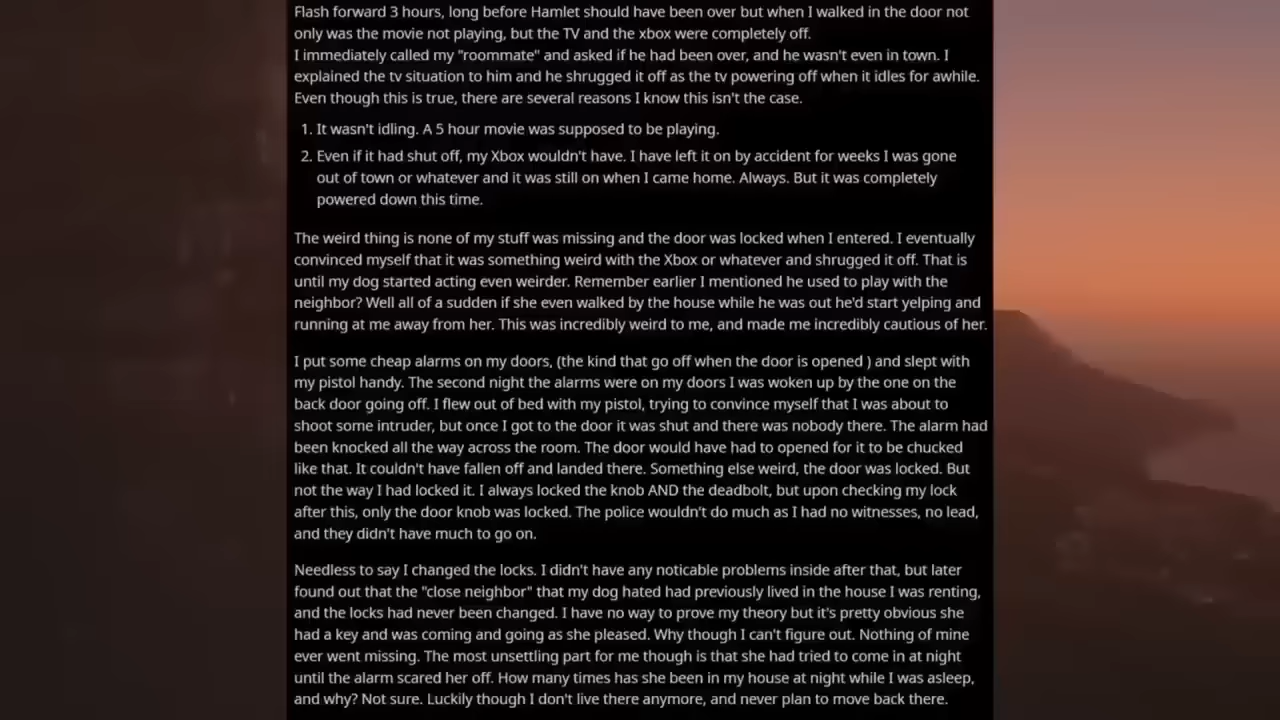 Flash forward 3 hours, long before Hamlet should have been over but when I walked in the door not
only was the movie not playing, but the TV and the xbox were completely off.
I immediately called my "roommate" and asked if he had been over, and he wasn't even in town. I
explained the tv situation to him and he shrugged it off as the tv powering off when it idles for awhile.
Even though this is true, there are several reasons I know this isn't the case.
1. It wasn't idling. A 5 hour movie was supposed to be playing.
2. Even if it had shut off, my Xbox wouldn't have. I have left it on by accident for weeks I was gone
out of town or whatever and it was still on when I came home. Always. But it was completely
powered down this time.
The weird thing is none of my stuff was missing and the door was locked when I entered. I eventually
convinced myself that it was something weird with the Xbox or whatever and shrugged it off. That is
until my dog started acting even weirder. Remember earlier I mentioned he used to play with the
neighbor? Well all of a sudden if she even walked by the house while he was out he'd start yelping and
running at me away from her. This was incredibly weird to me, and made me incredibly cautious of her.
I put some cheap alarms on my doors, (the kind that go off when the door is opened ) and slept with
my pistol handy. The second night the alarms were on my doors I was woken up by the one on the
back door going off. I flew out of bed with my pistol, trying to convince myself that I was about to
shoot some intruder, but once I got to the door it was shut and there was nobody there. The alarm had
been knocked all the way across the room. The door would have had to opened for it to be chucked
like that. It couldn't have fallen off and landed there. Something else weird, the door was locked. But
not the way I had locked it. I always locked the knob AND the deadbolt, but upon checking my lock
after this, only the door knob was locked. The police wouldn't do much as I had no witnesses, no lead,
and they didn't have much to go on.
Needless to say I changed the locks. I didn't have any noticable problems inside after that, but later
found out that the "close neighbor" that my dog hated had previously lived in the house I was renting,
and the locks had never been changed. I have no way to prove my theory but it's pretty obvious she
had a key and was coming and going as she pleased. Why though I can't figure out. Nothing of mine
ever went missing. The most unsettling part for me though is that she had tried to come in at night
until the alarm scared her off. How many times has she been in my house at night while I was asleep,
and why? Not sure. Luckily though I don't live there anymore, and never plan to move back there.